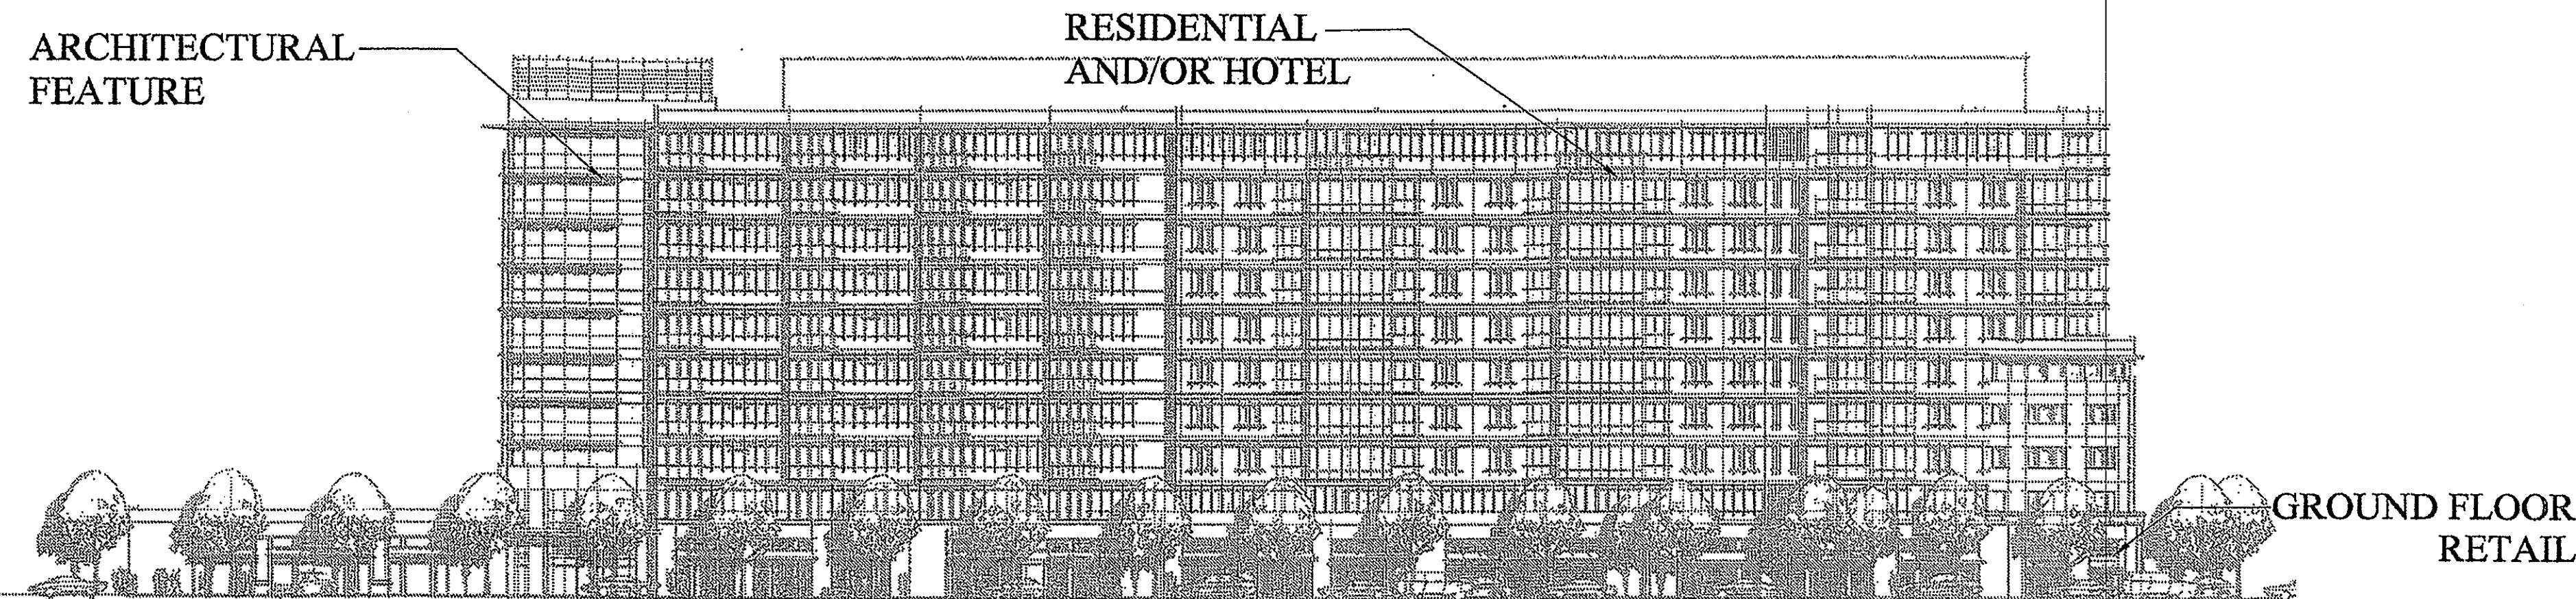 ARCHITECTURAL
FEATURE
RESIDENTIAL
AND/OR HOTEL
GROUND FLOOR
RETAIL